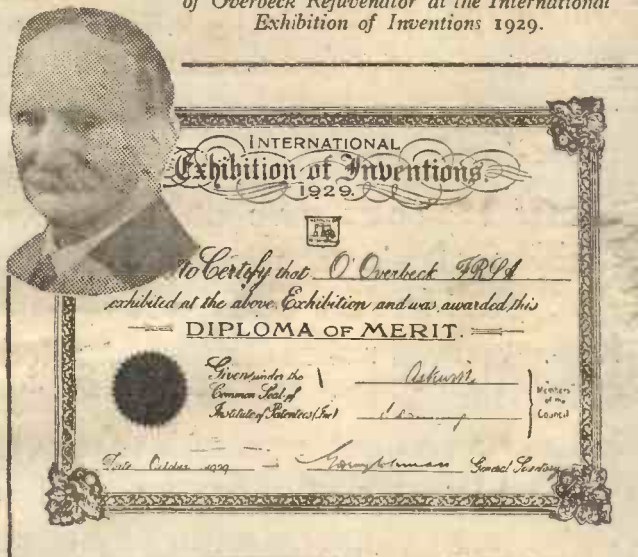 of Overbeck Rejuvenator at the International
Exhibition of Inventions 1929.
INTERNATIONAL
Exhibition of Inventions.
1929.
to Certify that O Overbeck FRSA
exhibited at the above Exhibition and was awarded this
DIPLOMA OF MERIT.
Given under the
Common Seal of
Institute of Patentees (Inc)
Members
of the
Council
Date October 1929
General Secretary